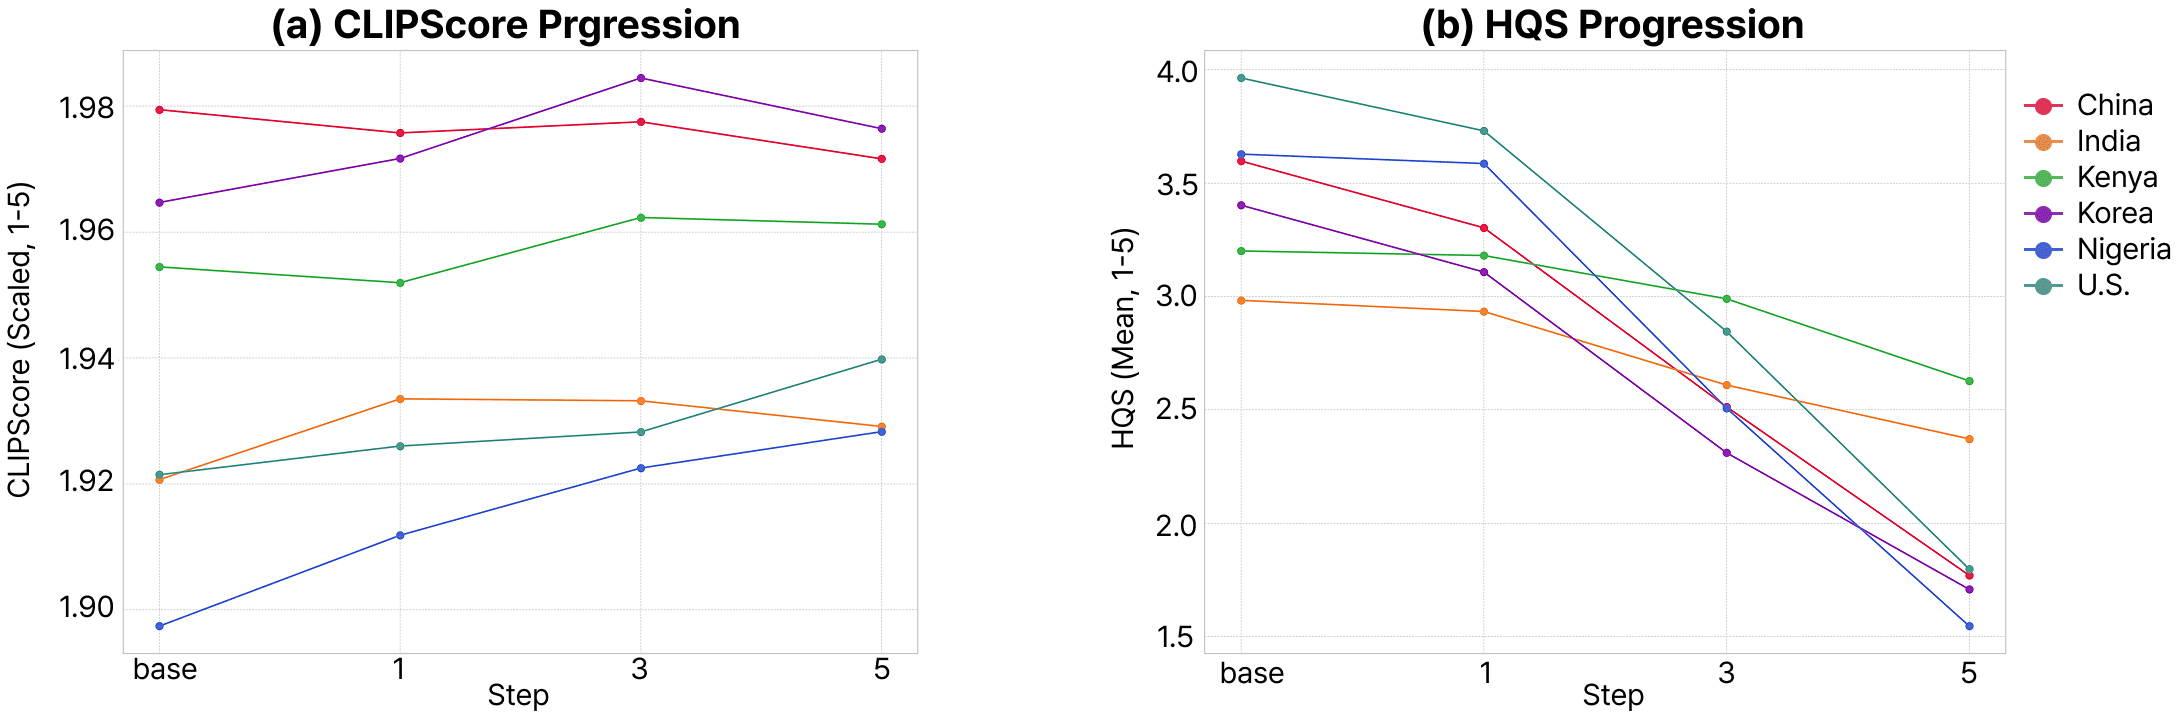 (a) CLIPScore Prgression
CLIPScore (Scaled, 1-5)
1.98
1.96
1.94
1.92
1.90
base 1 3 5
Step
(b) HQS Progression
HQS (Mean, 1-5)
4.0
3.5
3.0
2.5
2.0
1.5
base 1 3 5
Step
China
India
Kenya
Korea
Nigeria
U.S.